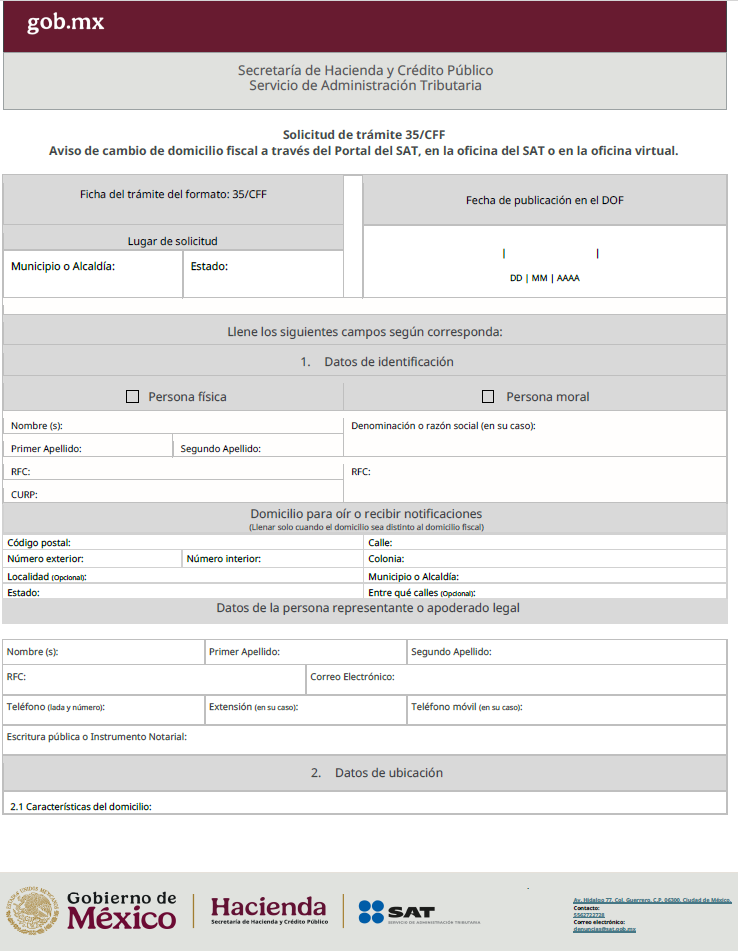 gob.mx
Secretaría de Hacienda y Crédito Público
Servicio de Administración Tributaria
Solicitud de trámite 35/CFF
Aviso de cambio de domicilio fiscal a través del Portal del SAT, en la oficina del SAT o en la oficina virtual.
Ficha del trámite del formato: 35/CFF
Fecha de publicación en el DOF
Lugar de solicitud
Municipio o Alcaldía: Estado:
| |
DD | MM | AAAA
Llene los siguientes campos según corresponda:
1. Datos de identificación
Persona física Persona moral
Nombre (s): Denominación o razón social (en su caso):
Primer Apellido: Segundo Apellido:
RFC: RFC:
CURP:
Domicilio para oír o recibir notificaciones
(Llenar solo cuando el domicilio sea distinto al domicilio fiscal)
Código postal: Calle:
Número exterior: Número interior: Colonia:
Localidad (Opcional): Municipio o Alcaldía:
Estado: Entre qué calles (Opcional):
Datos de la persona representante o apoderado legal
Nombre (s): Primer Apellido: Segundo Apellido:
RFC: Correo Electrónico:
Teléfono (lada y número): Extensión (en su caso): Teléfono móvil (en su caso):
Escritura pública o Instrumento Notarial:
2. Datos de ubicación
2.1 Características del domicilio:
ESTADOS UNIDOS MEXICANOS
Gobierno de
México
Hacienda
Secretaría de Hacienda y Crédito Público
SAT
SERVICIO DE ADMINISTRACIÓN TRIBUTARIA
Av. Hidalgo 77, Col. Guerrero, C.P. 06300, Ciudad de México.
Contacto:
5562722728
Correo electrónico:
denuncias@sat.gob.mx